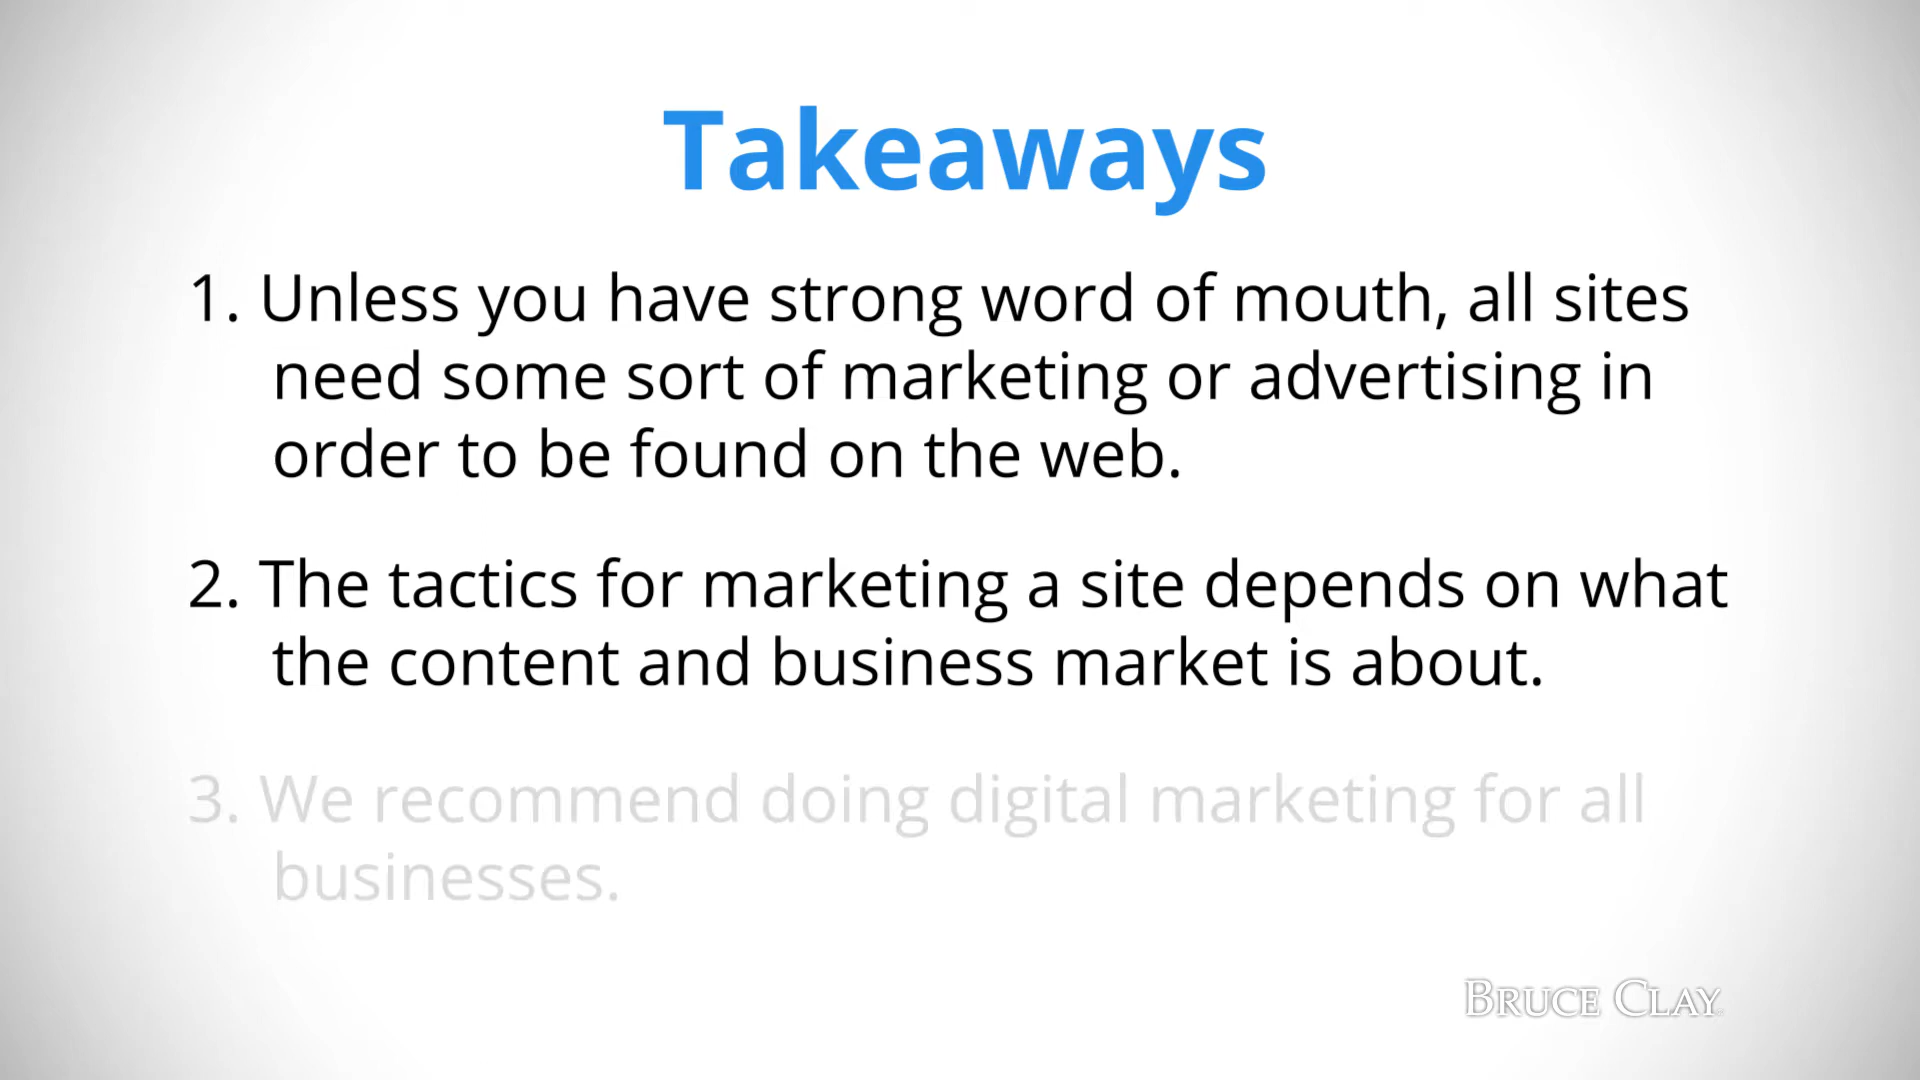 Takeaways
1. Unless you have strong word of mouth, all sites
need some sort of marketing or advertising in
order to be found on the web.
2. The tactics for marketing a site depends on what
the content and business market is about.
3. We recommend doing digital marketing for all
businesses.
BRUCE CLAY